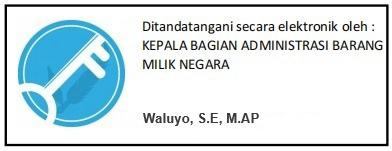 Ditandatangani secara elektronik oleh :
KEPALA BAGIAN ADMINISTRASI BARANG
MILIK NEGARA
Waluyo, S.E, M.AP